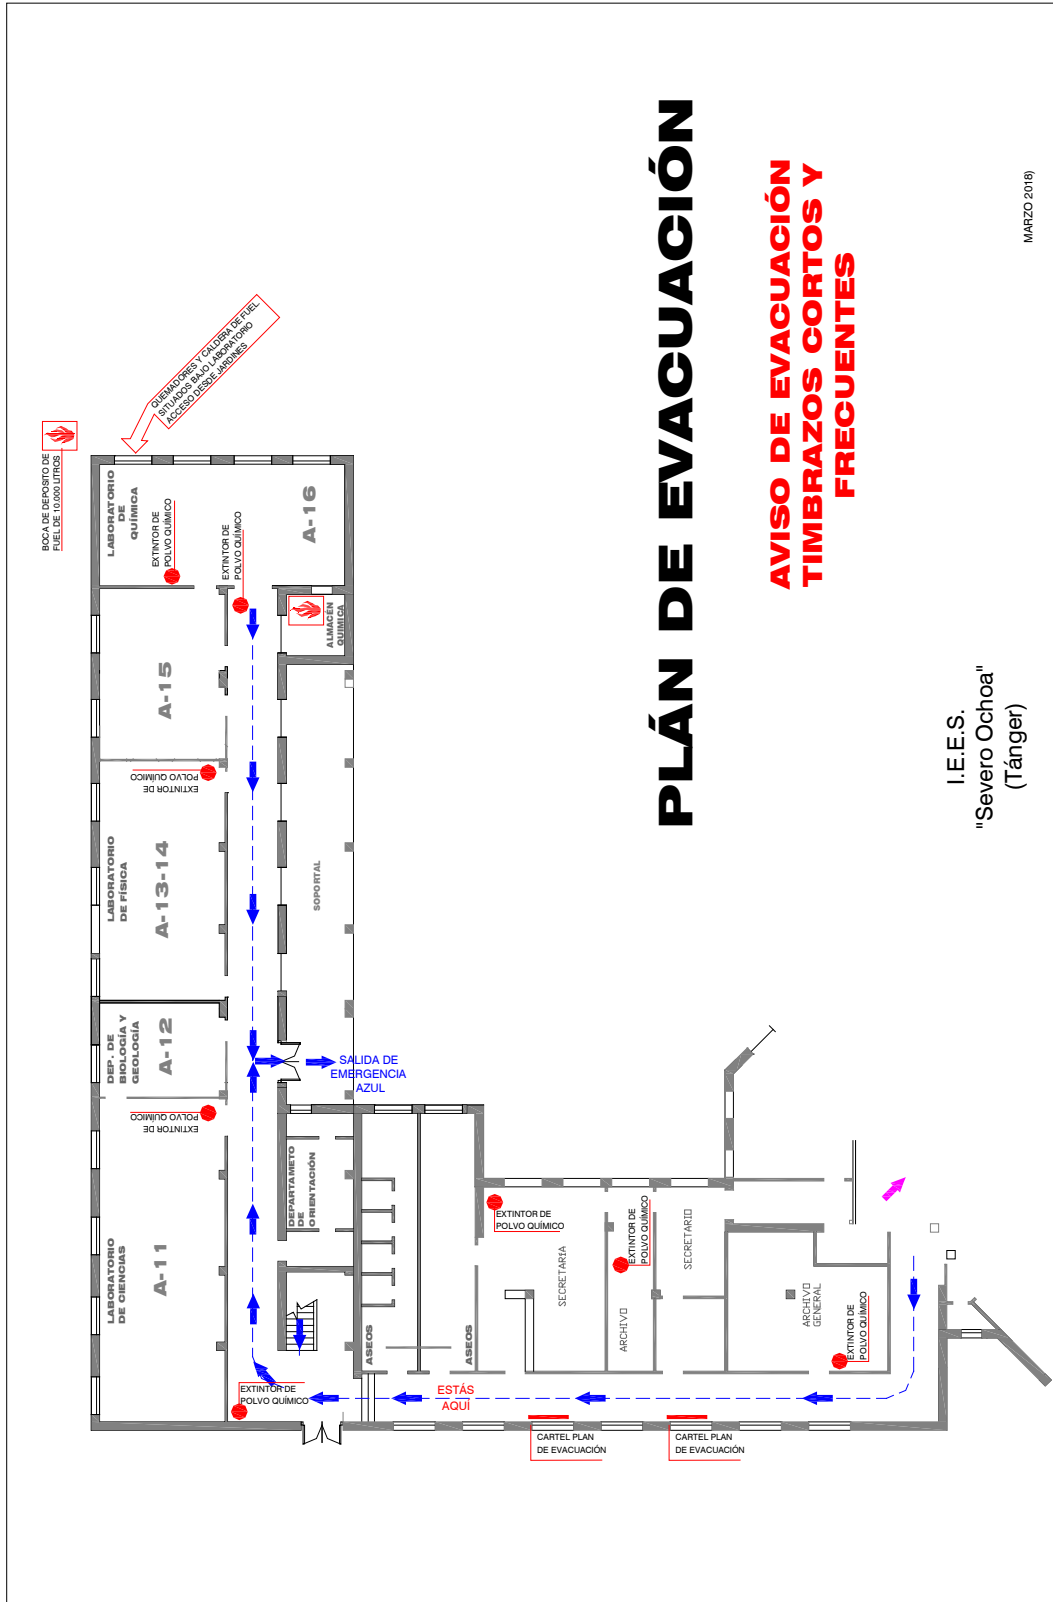 PLÁN DE EVACUACIÓN
AVISO DE EVACUACIÓN
TIMBRAZOS CORTOS Y
FRECUENTES
I.E.E.S.
"Severo Ochoa"
(Tánger)
MARZO 2018)
BOCA DE DEPOSITO DE
FUEL DE 10.000 LITROS
QUEMADORES Y CALDERA DE FUEL
SITUADOS BAJO LABORATORIO
ACCESO DESDE JARDINES
LABORATORIO
DE
QUÍMICA
EXTINTOR DE
POLVO QUÍMICO
A-16
EXTINTOR DE
POLVO QUÍMICO
ALMACÉN
QUIMICA
A-15
EXTINTOR DE
POLVO QUÍMICO
LABORATORIO
DE FÍSICA
A-13-14
SOPORTAL
DEP. DE
BIOLOGÍA Y
GEOLOGÍA
A-12
SALIDA DE
EMERGENCIA
AZUL
EXTINTOR DE
POLVO QUÍMICO
LABORATORIO
DE CIENCIAS
A-11
DEPARTAMETO
DE
ORIENTACIÓN
ASEOS
ASEOS
EXTINTOR DE
POLVO QUÍMICO
SECRETARÍA
EXTINTOR DE
POLVO QUÍMICO
ARCHIVO
SECRETARIO
ARCHIVO
GENERAL
EXTINTOR DE
POLVO QUÍMICO
EXTINTOR DE
POLVO QUÍMICO
ESTÁS
AQUÍ
CARTEL PLAN
DE EVACUACIÓN
CARTEL PLAN
DE EVACUACIÓN